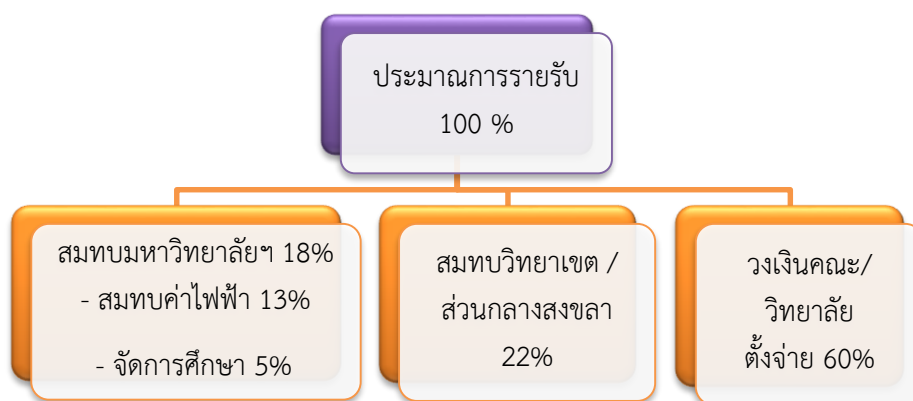 ประมาณการรายรับ
100 %
สมทบมหาวิทยาลัยฯ 18%
- สมทบค่าไฟฟ้า 13%
- จัดการศึกษา 5%
สมทบวิทยาเขต /
ส่วนกลางสงขลา
22%
วงเงินคณะ/
วิทยาลัย
ตั้งจ่าย 60%